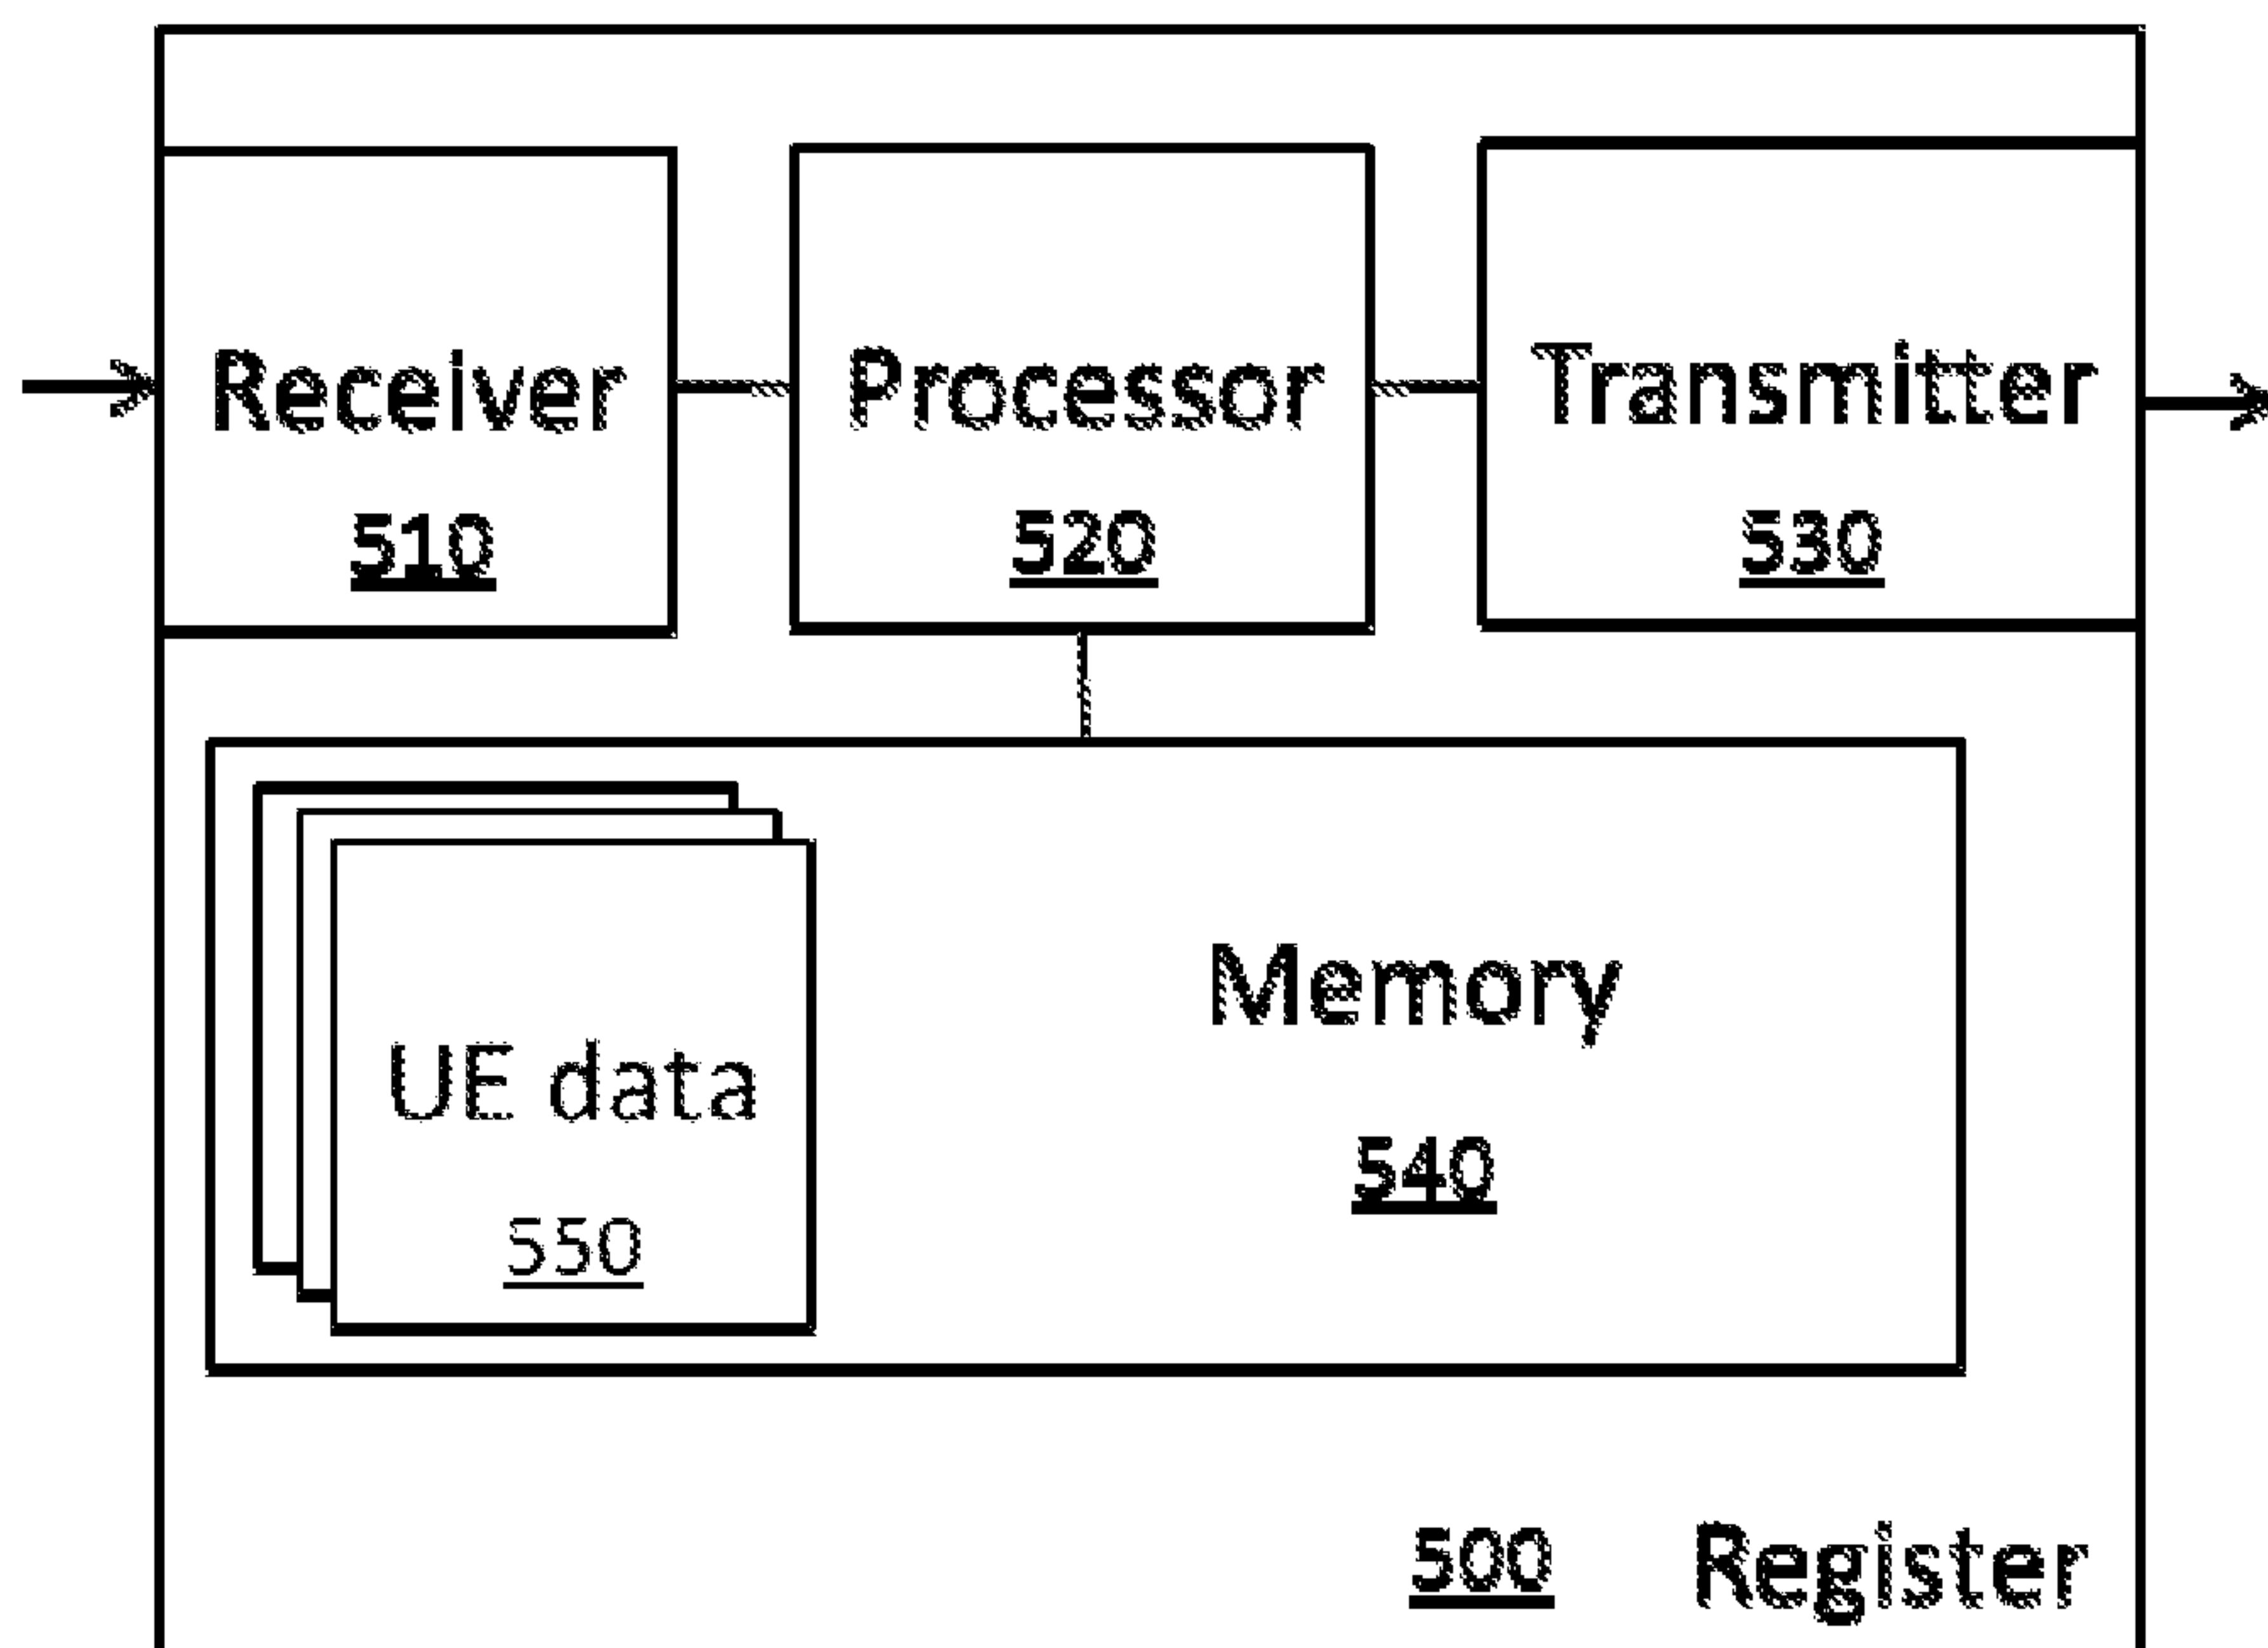 Receiver
510
Processor
520
Transmitter
530
Memory
540
UE data
550
500 Register